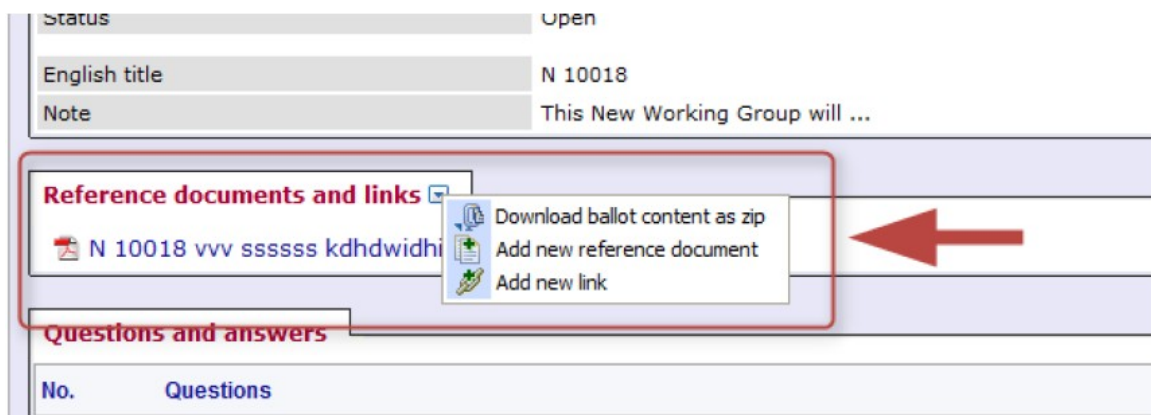 Status Open
English title N 10018
Note This New Working Group will ...
Reference documents and links
Download ballot content as zip
N 10018 vvv ssssss kdhdwidhi
Add new reference document
Add new link
Questions and answers
No. Questions